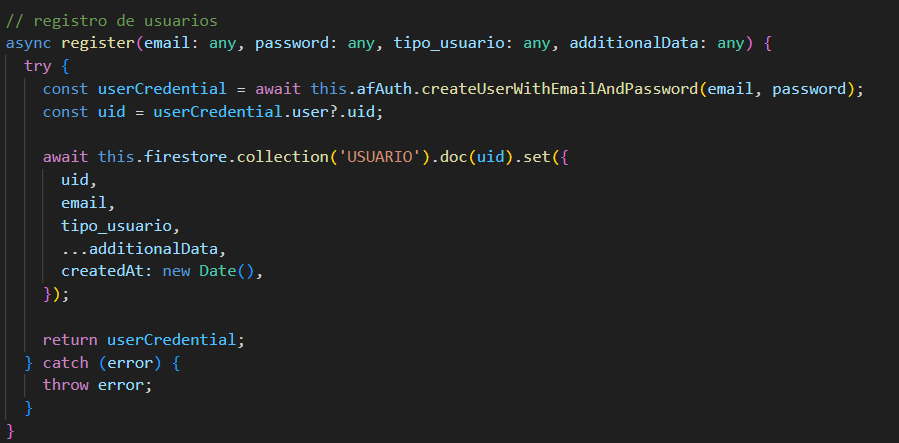 // registro de usuarios
async register(email: any, password: any, tipo_usuario: any, additionalData: any) {
try {
const userCredential = await this.afAuth.createUserWithEmailAndPassword(email, password);
const uid = userCredential.user?.uid;
await this.firestore.collection('USUARIO').doc(uid).set({
uid,
email,
tipo_usuario,
...additionalData,
createdAt: new Date(),
});
return userCredential;
} catch (error) {
throw error;
}
}